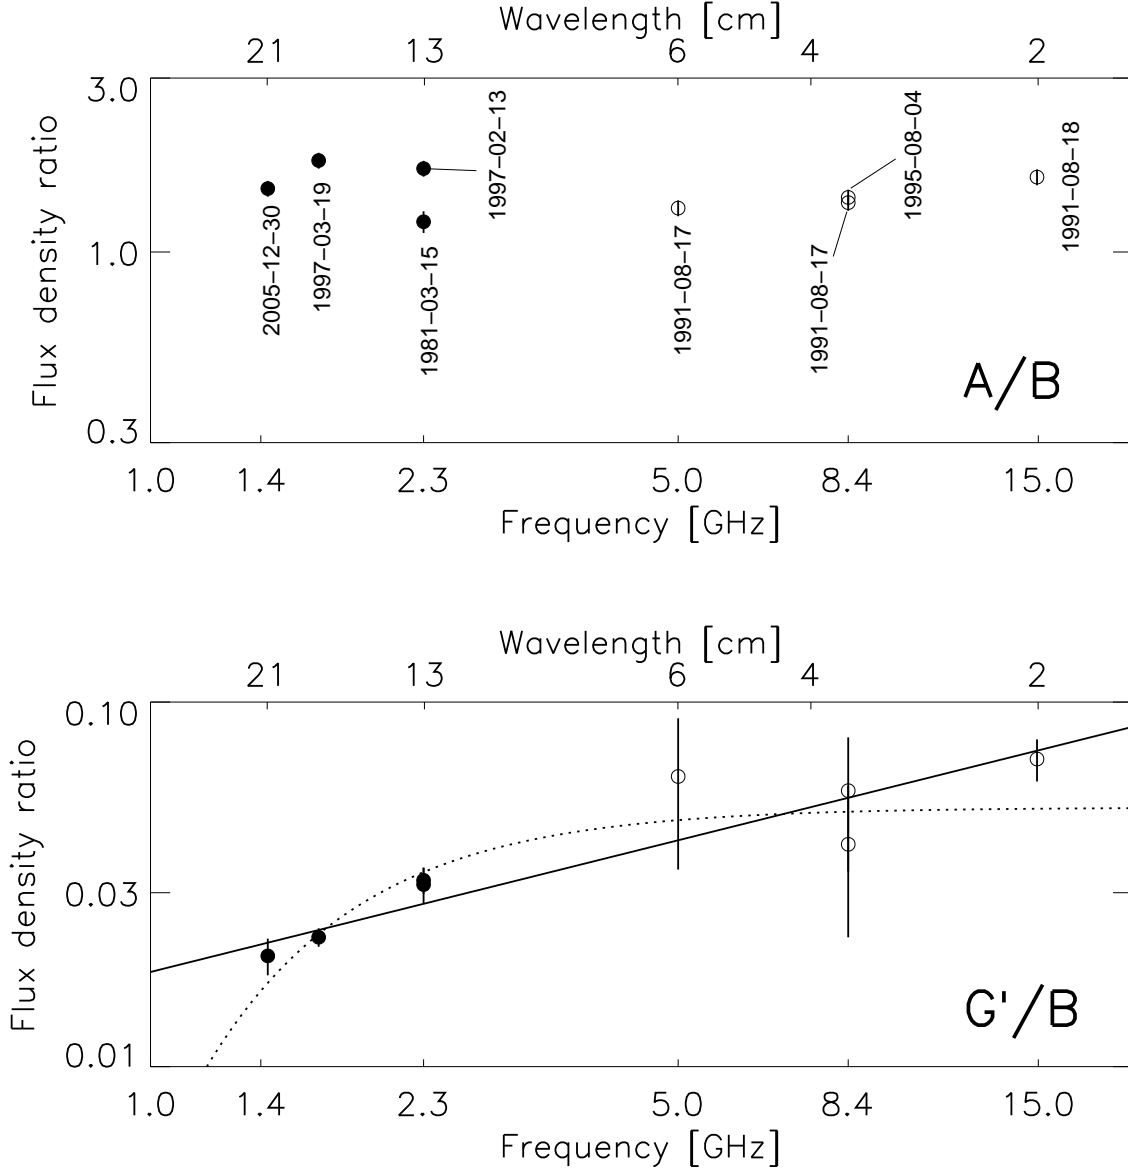 Wavelength [cm]
21 13 6 4 2
3.0
1.0
0.3
Flux density ratio
2005−12−30
1997−03−19
1997−02−13
1981−03−15
1991−08−17
1995−08−04
1991−08−17
1991−08−18
A/B
1.0 1.4 2.3 5.0 8.4 15.0
Frequency [GHz]
Wavelength [cm]
21 13 6 4 2
0.10
0.03
0.01
Flux density ratio
G'/B
1.0 1.4 2.3 5.0 8.4 15.0
Frequency [GHz]